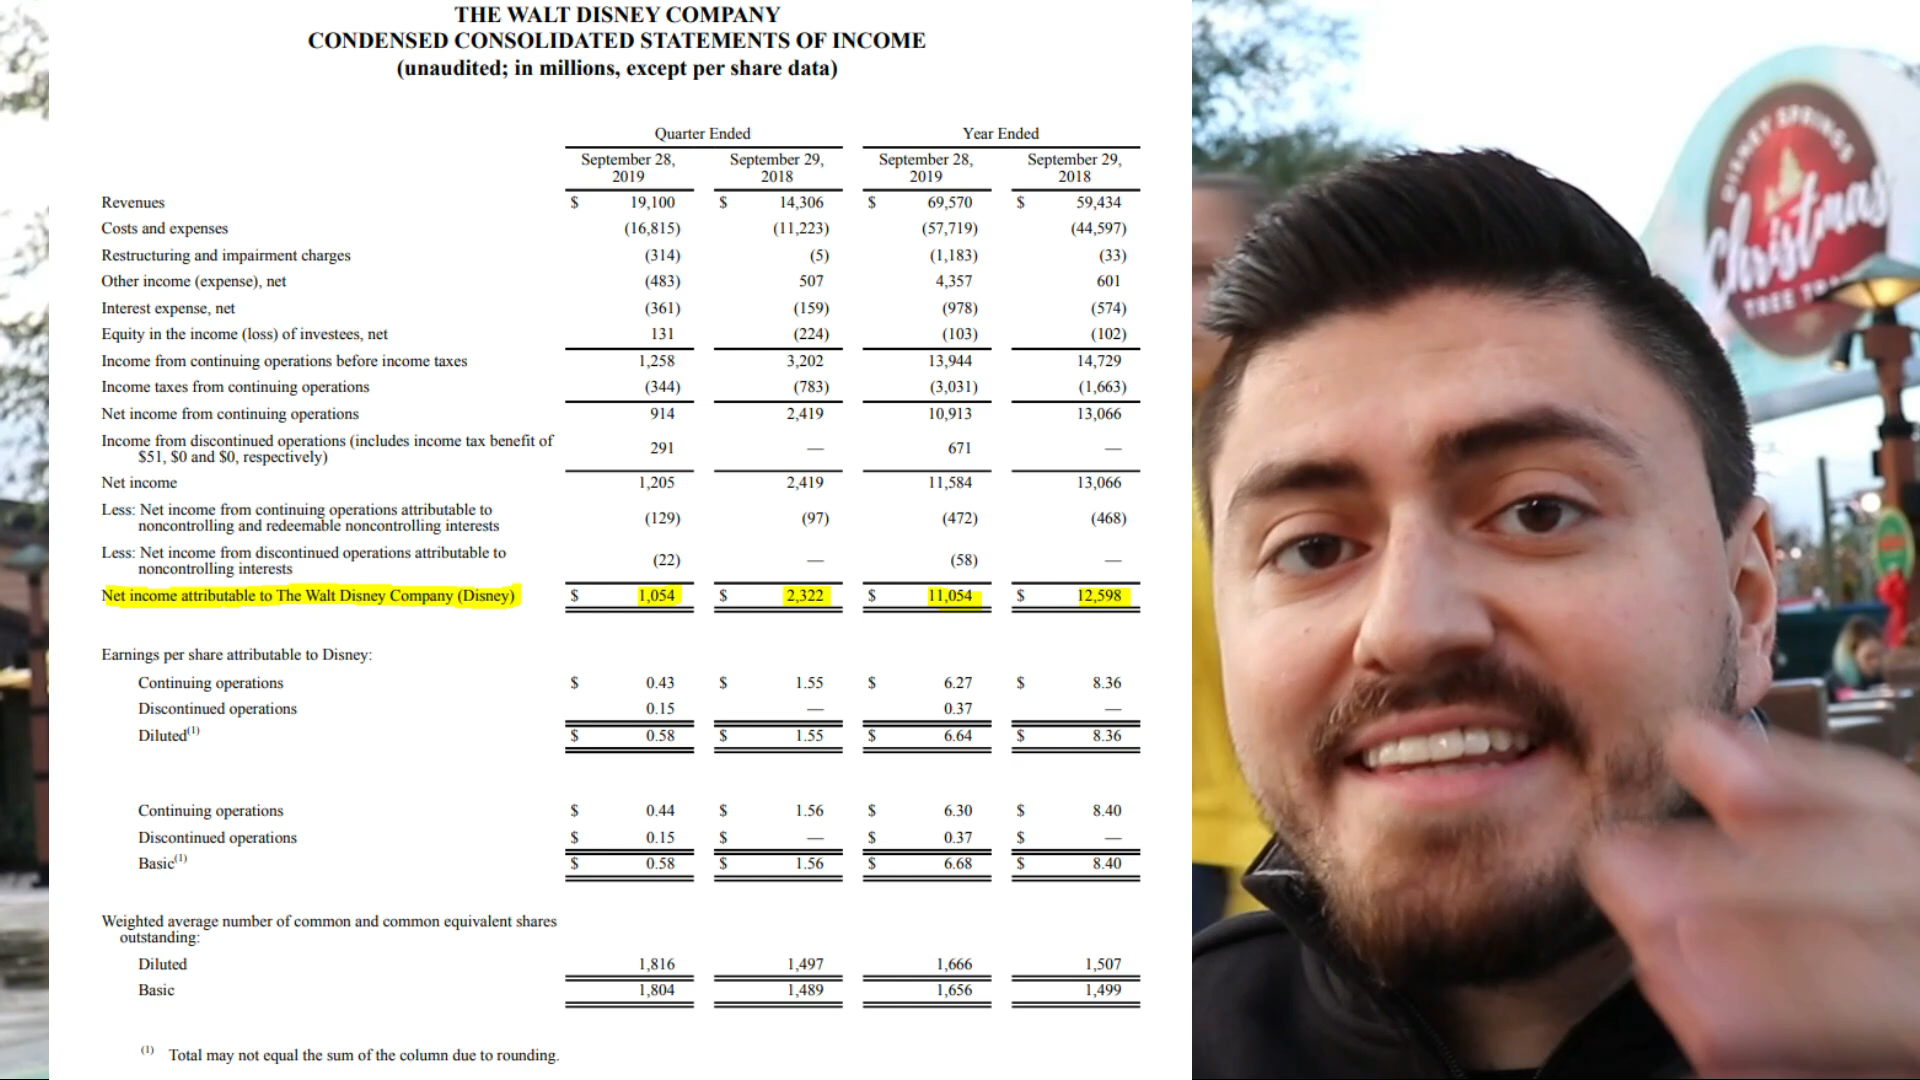 THE WALT DISNEY COMPANY
CONDENSED CONSOLIDATED STATEMENTS OF INCOME
(unaudited; in millions, except per share data)
Quarter Ended Year Ended
September 28, September 29, September 28, September 29,
2019 2018 2019 2018
Revenues $ 19,100 $ 14,306 $ 69,570 $ 59,434
Costs and expenses (16,815) (11,223) (57,719) (44,597)
Restructuring and impairment charges (314) (5) (1,183) (33)
Other income (expense), net (483) 507 4,357 601
Interest expense, net (361) (159) (978) (574)
Equity in the income (loss) of investees, net 131 (224) (103) (102)
Income from continuing operations before income taxes 1,258 3,202 13,944 14,729
Income taxes from continuing operations (344) (783) (3,031) (1,663)
Net income from continuing operations 914 2,419 10,913 13,066
Income from discontinued operations (includes income tax benefit of
$51, $0 and $0, respectively) 291 — 671 —
Net income 1,205 2,419 11,584 13,066
Less: Net income from continuing operations attributable to
noncontrolling and redeemable noncontrolling interests (129) (97) (472) (468)
Less: Net income from discontinued operations attributable to
noncontrolling interests (22) — (58) —
Net income attributable to The Walt Disney Company (Disney) $ 1,054 $ 2,322 $ 11,054 $ 12,598
Earnings per share attributable to Disney:
Continuing operations $ 0.43 $ 1.55 $ 6.27 $ 8.36
Discontinued operations 0.15 — 0.37 —
Diluted(1) $ 0.58 $ 1.55 $ 6.64 $ 8.36
Continuing operations $ 0.44 $ 1.56 $ 6.30 $ 8.40
Discontinued operations $ 0.15 $ — $ 0.37 $ —
Basic(1) $ 0.58 $ 1.56 $ 6.68 $ 8.40
Weighted average number of common and common equivalent shares
outstanding:
Diluted 1,816 1,497 1,666 1,507
Basic 1,804 1,489 1,656 1,499
(1) Total may not equal the sum of the column due to rounding.
DISNEY SPRINGS
Christmas
TREE